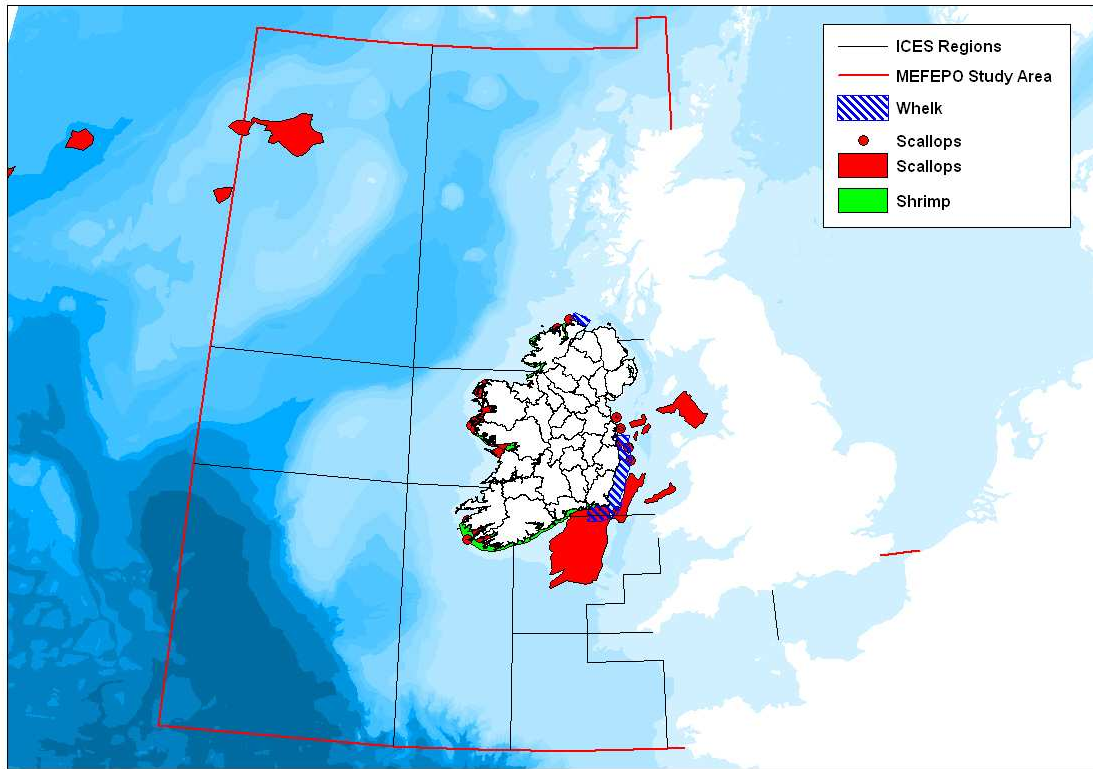 ICES Regions
MEFEPO Study Area
Whelk
Scallops
Scallops
Shrimp